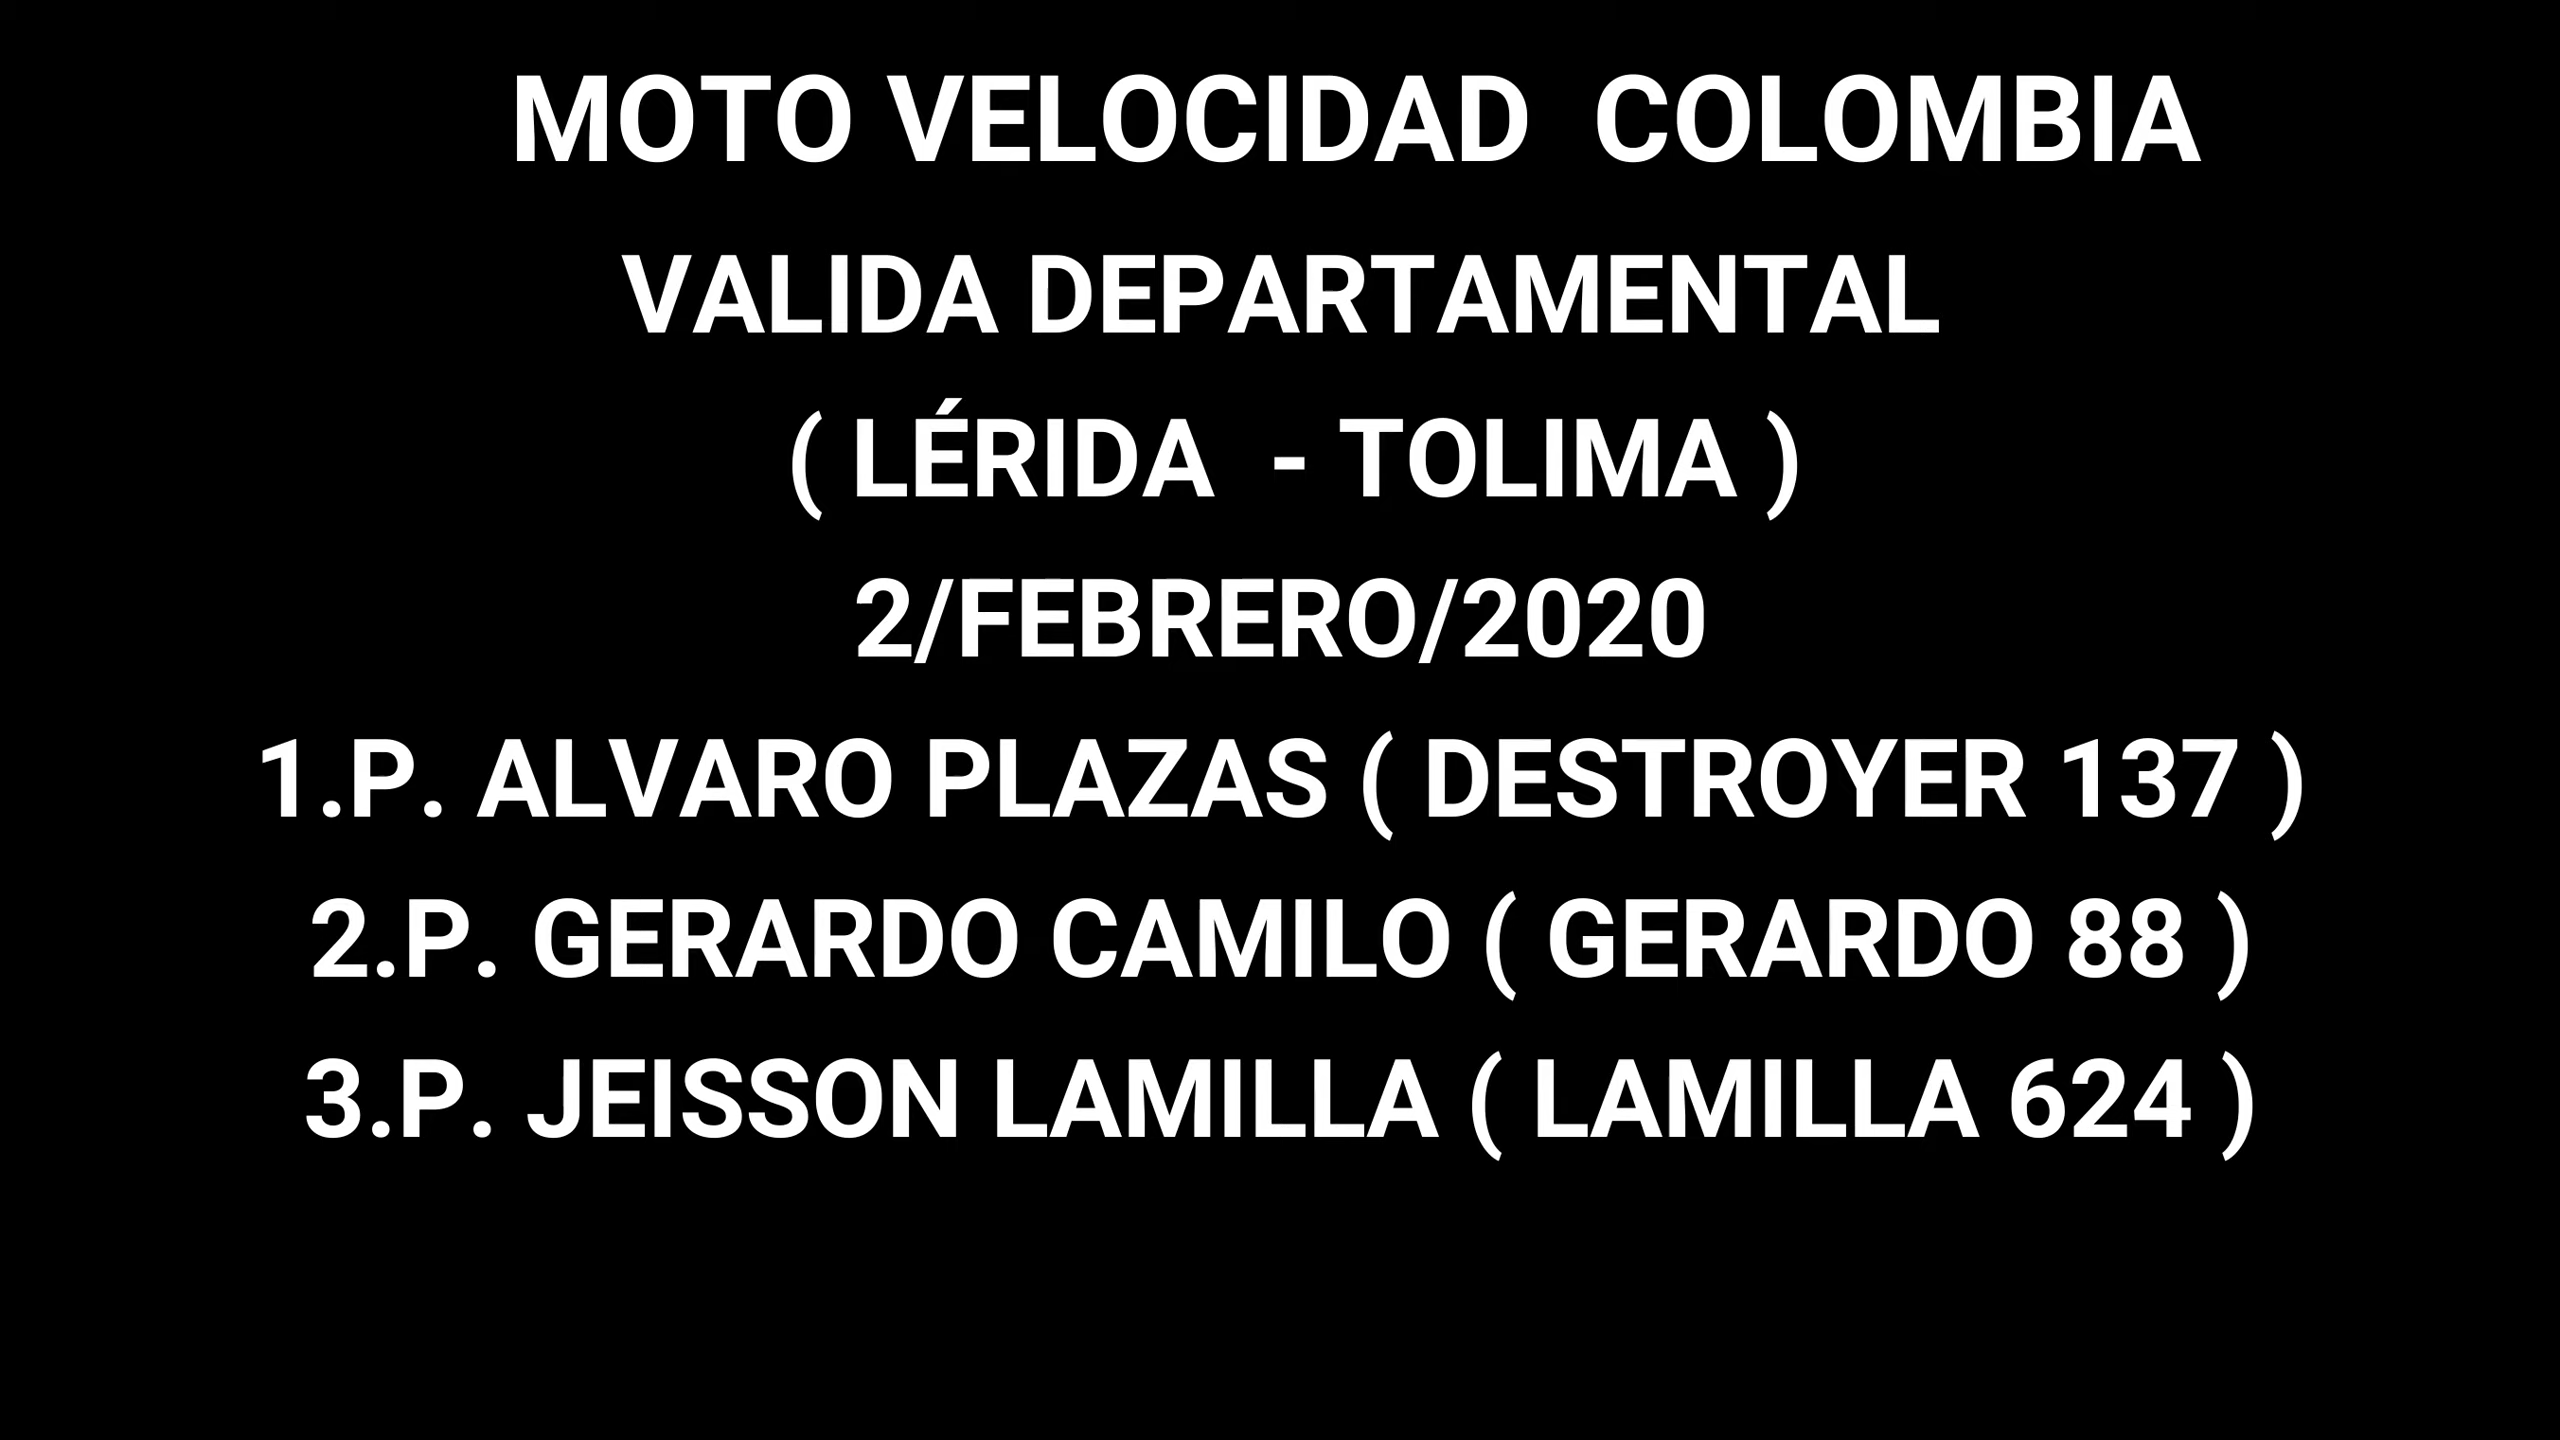 MOTO VELOCIDAD  COLOMBIA
VALIDA DEPARTAMENTAL
( LÉRIDA  - TOLIMA )
2/FEBRERO/2020
1.P. ALVARO PLAZAS ( DESTROYER 137 )
2.P. GERARDO CAMILO ( GERARDO 88 )
3.P. JEISSON LAMILLA ( LAMILLA 624 )